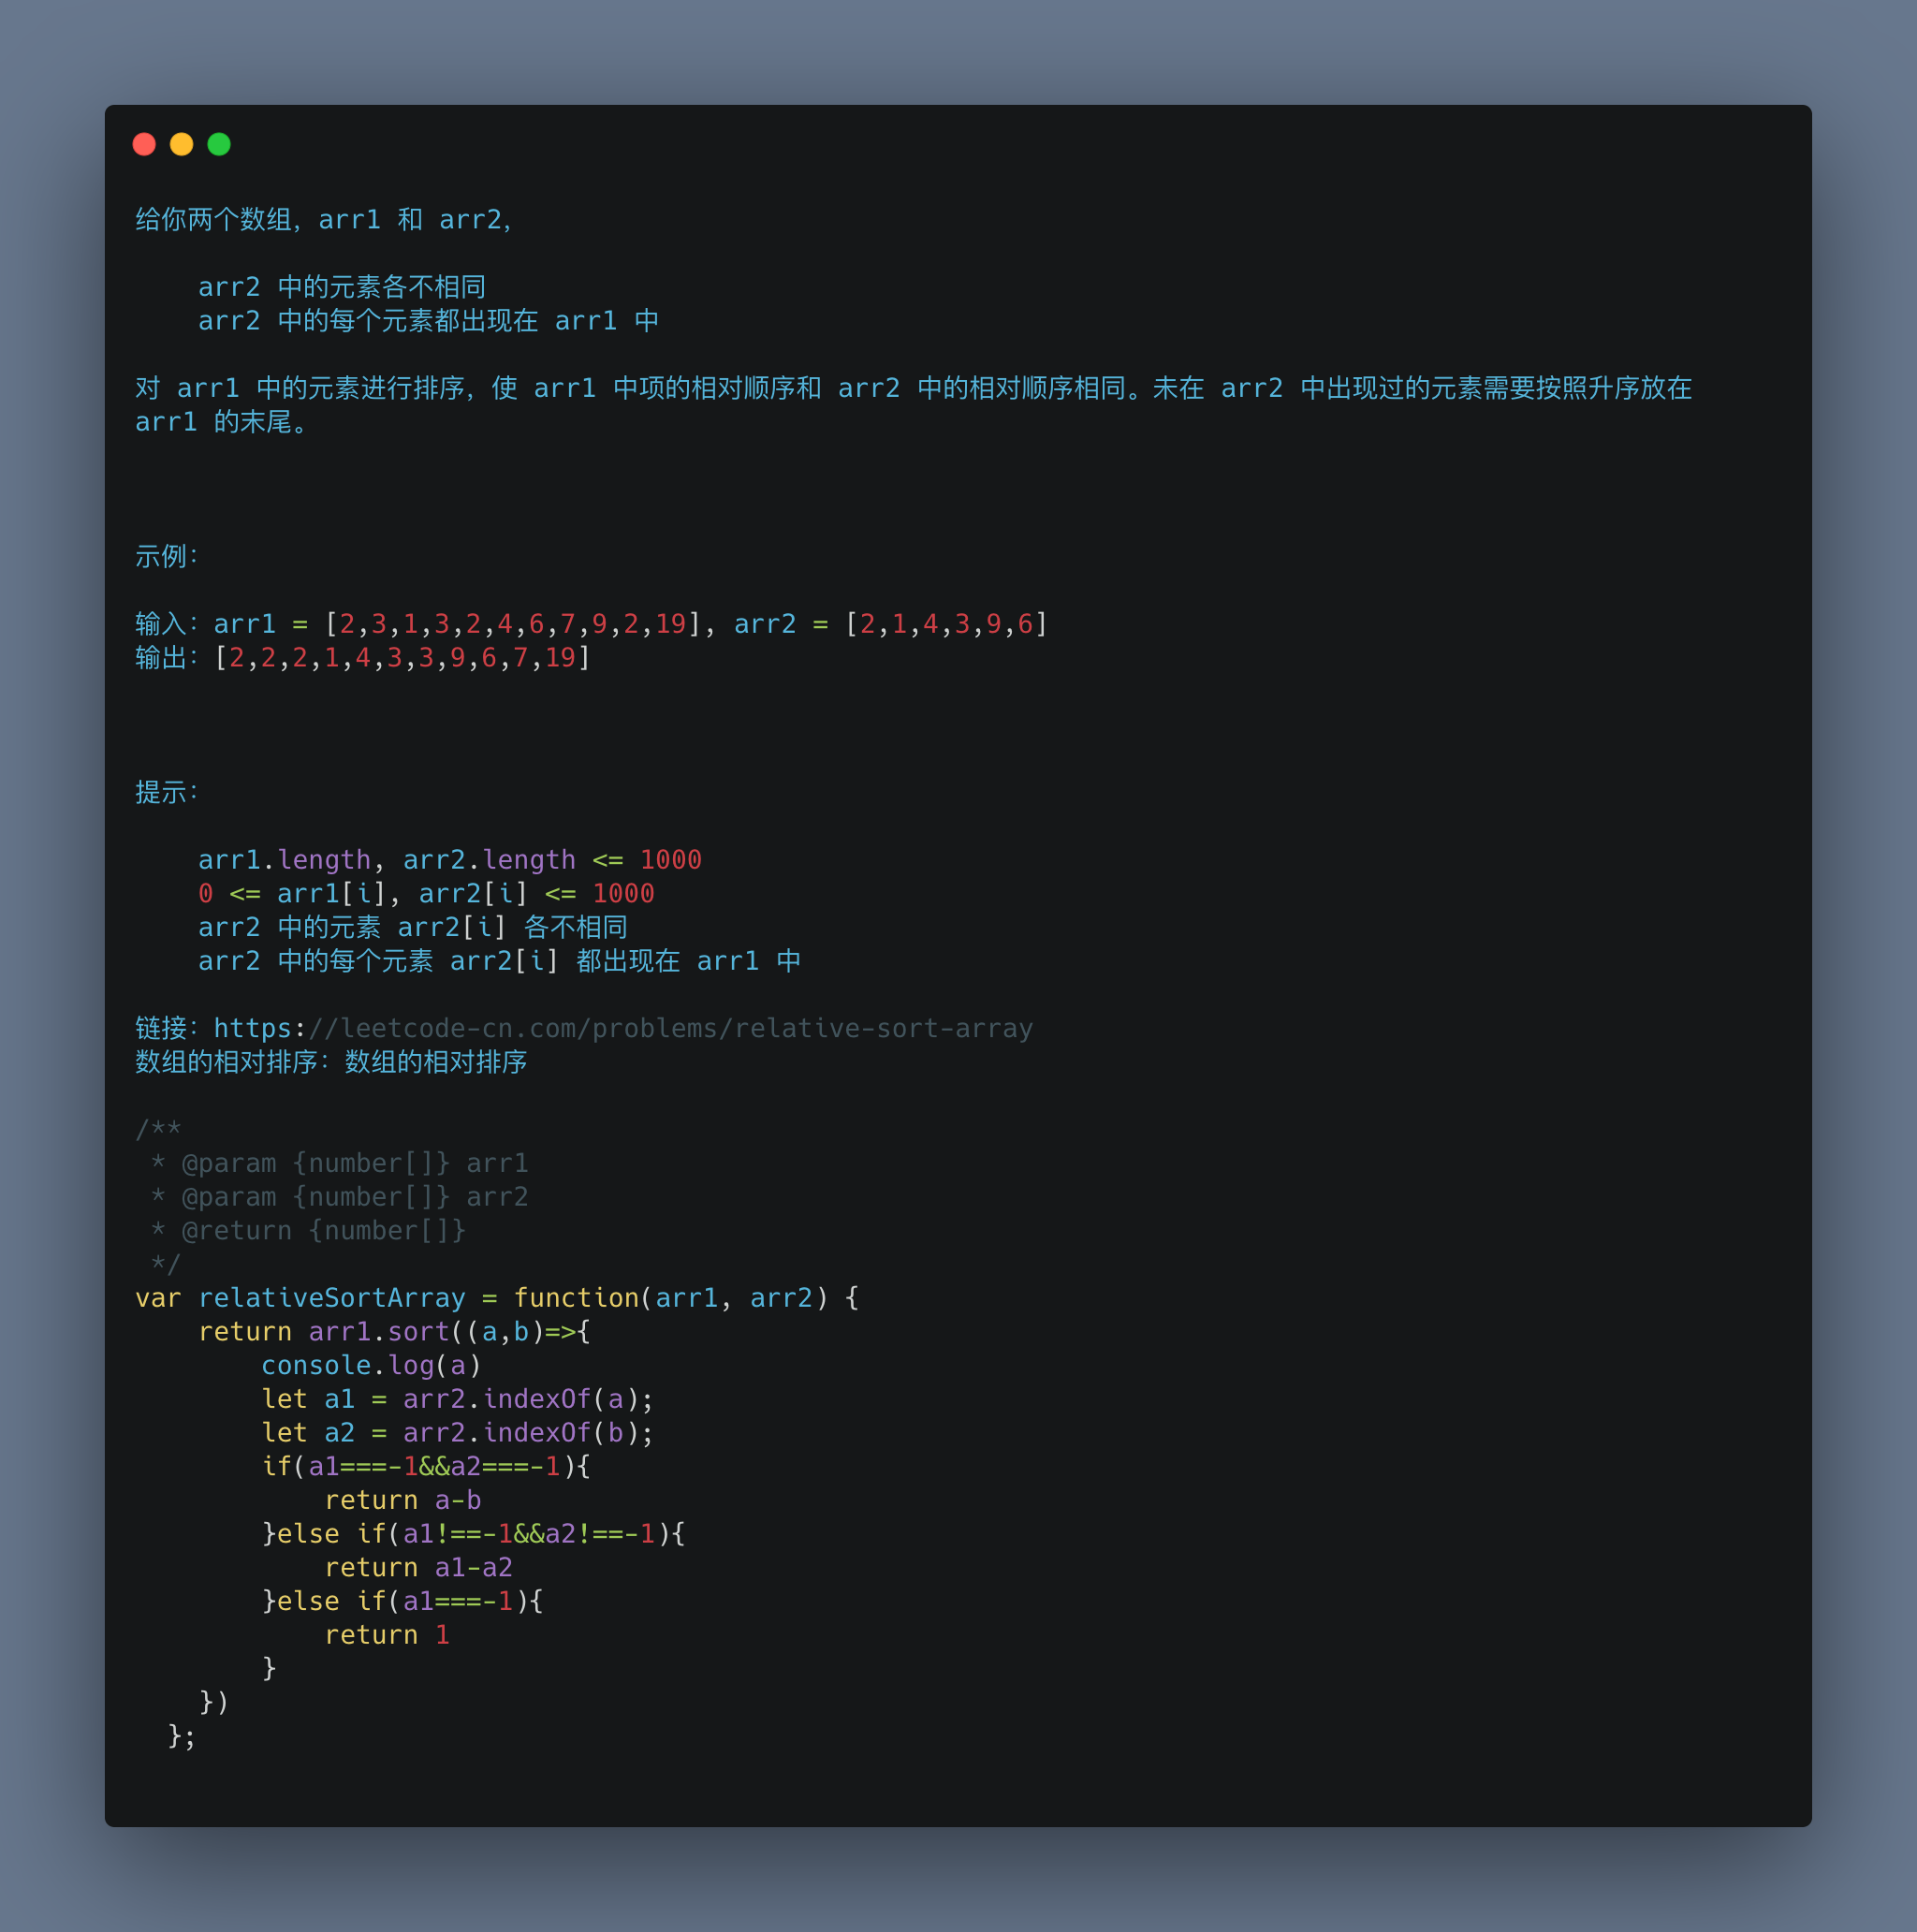 给你两个数组，arr1 和 arr2，
arr2 中的元素各不相同
arr2 中的每个元素都出现在 arr1 中
对 arr1 中的元素进行排序，使 arr1 中项的相对顺序和 arr2 中的相对顺序相同。未在 arr2 中出现过的元素需要按照升序放在
arr1 的末尾。
示例：
输入：arr1 = [2,3,1,3,2,4,6,7,9,2,19], arr2 = [2,1,4,3,9,6]
输出：[2,2,2,1,4,3,3,9,6,7,19]
提示：
    arr1.length, arr2.length <= 1000
    0 <= arr1[i], arr2[i] <= 1000
    arr2 中的元素 arr2[i] 各不相同
    arr2 中的每个元素 arr2[i] 都出现在 arr1 中
链接：https://leetcode-cn.com/problems/relative-sort-array
数组的相对排序：数组的相对排序
/**
 * @param {number[]} arr1
 * @param {number[]} arr2
 * @return {number[]}
 */
var relativeSortArray = function(arr1, arr2) {
    return arr1.sort((a,b)=>{
        console.log(a)
        let a1 = arr2.indexOf(a);
        let a2 = arr2.indexOf(b);
        if(a1===-1&&a2===-1){
            return a-b
        }else if(a1!==-1&&a2!==-1){
            return a1-a2
        }else if(a1===-1){
            return 1
        }
    })
  };